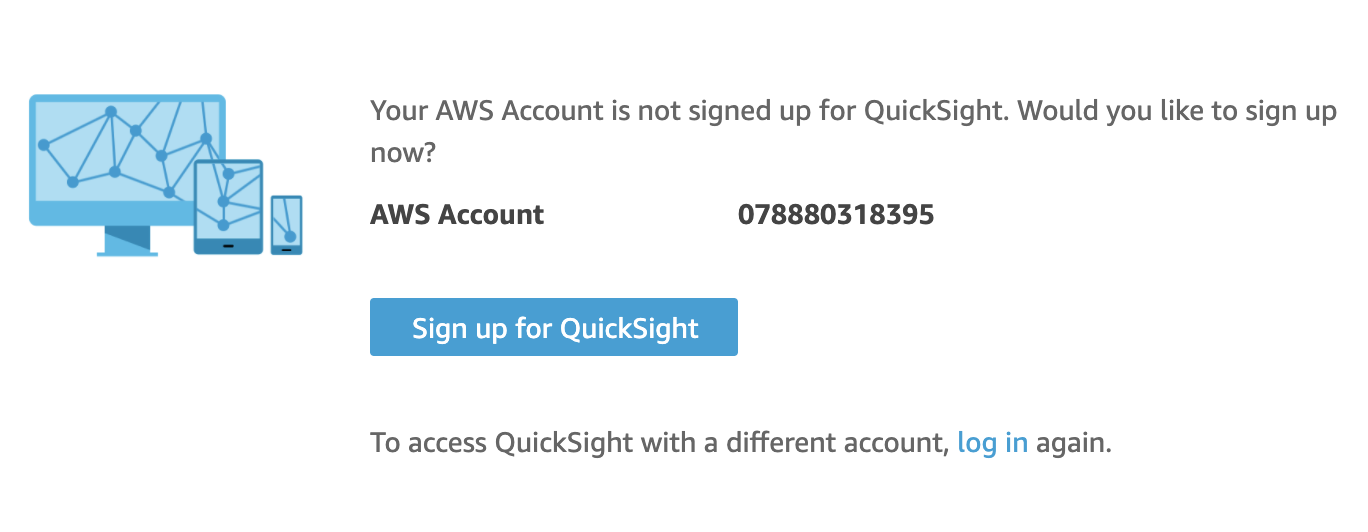 Your AWS Account is not signed up for QuickSight. Would you like to sign up
now?
AWS Account 078880318395
Sign up for QuickSight
To access QuickSight with a different account, log in again.